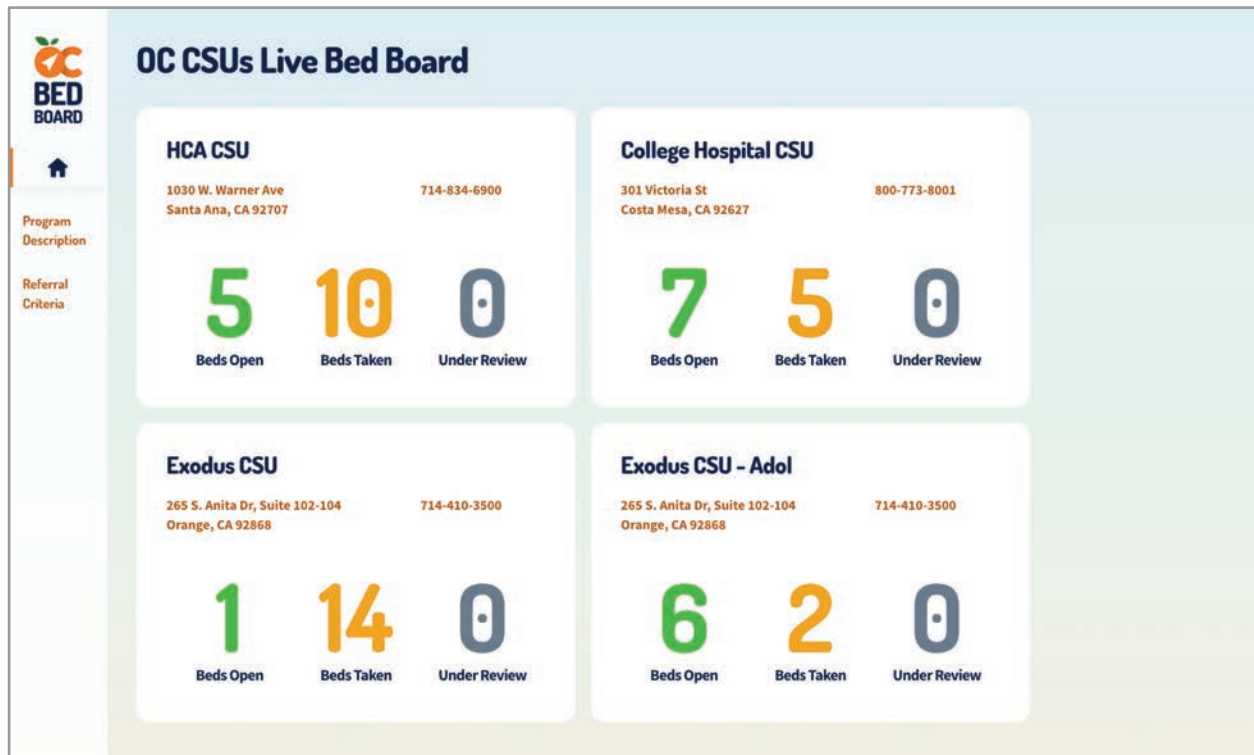 OC
BED
BOARD
Program
Description
Referral
Criteria
OC CSUs Live Bed Board
HCA CSU
1030 W. Warner Ave
Santa Ana, CA 92707
714-834-6900
5 10 0
Beds Open Beds Taken Under Review
College Hospital CSU
301 Victoria St
Costa Mesa, CA 92627
800-773-8001
7 5 0
Beds Open Beds Taken Under Review
Exodus CSU
265 S. Anita Dr, Suite 102-104
Orange, CA 92868
714-410-3500
1 14 0
Beds Open Beds Taken Under Review
Exodus CSU - Adol
265 S. Anita Dr, Suite 102-104
Orange, CA 92868
714-410-3500
6 2 0
Beds Open Beds Taken Under Review